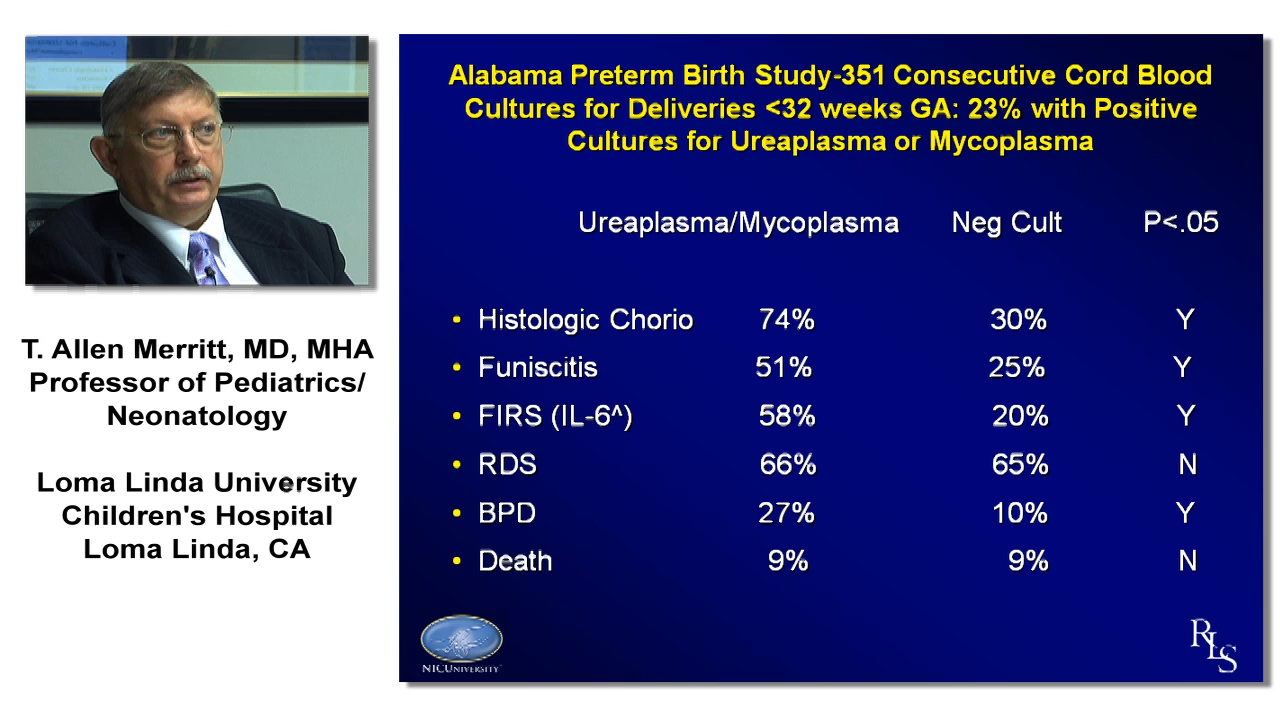 T. Allen Merritt, MD, MHA
Professor of Pediatrics/
Neonatology
Loma Linda University
Children's Hospital
Loma Linda, CA
Alabama Preterm Birth Study-351 Consecutive Cord Blood
Cultures for Deliveries <32 weeks GA: 23% with Positive
Cultures for Ureaplasma or Mycoplasma
Ureaplasma/Mycoplasma Neg Cult P<.05
• Histologic Chorio 74% 30% Y
• Funiscitis 51% 25% Y
• FIRS (IL-6^) 58% 20% Y
• RDS 66% 65% N
• BPD 27% 10% Y
• Death 9% 9% N
NICUNIVERSITY
RLS